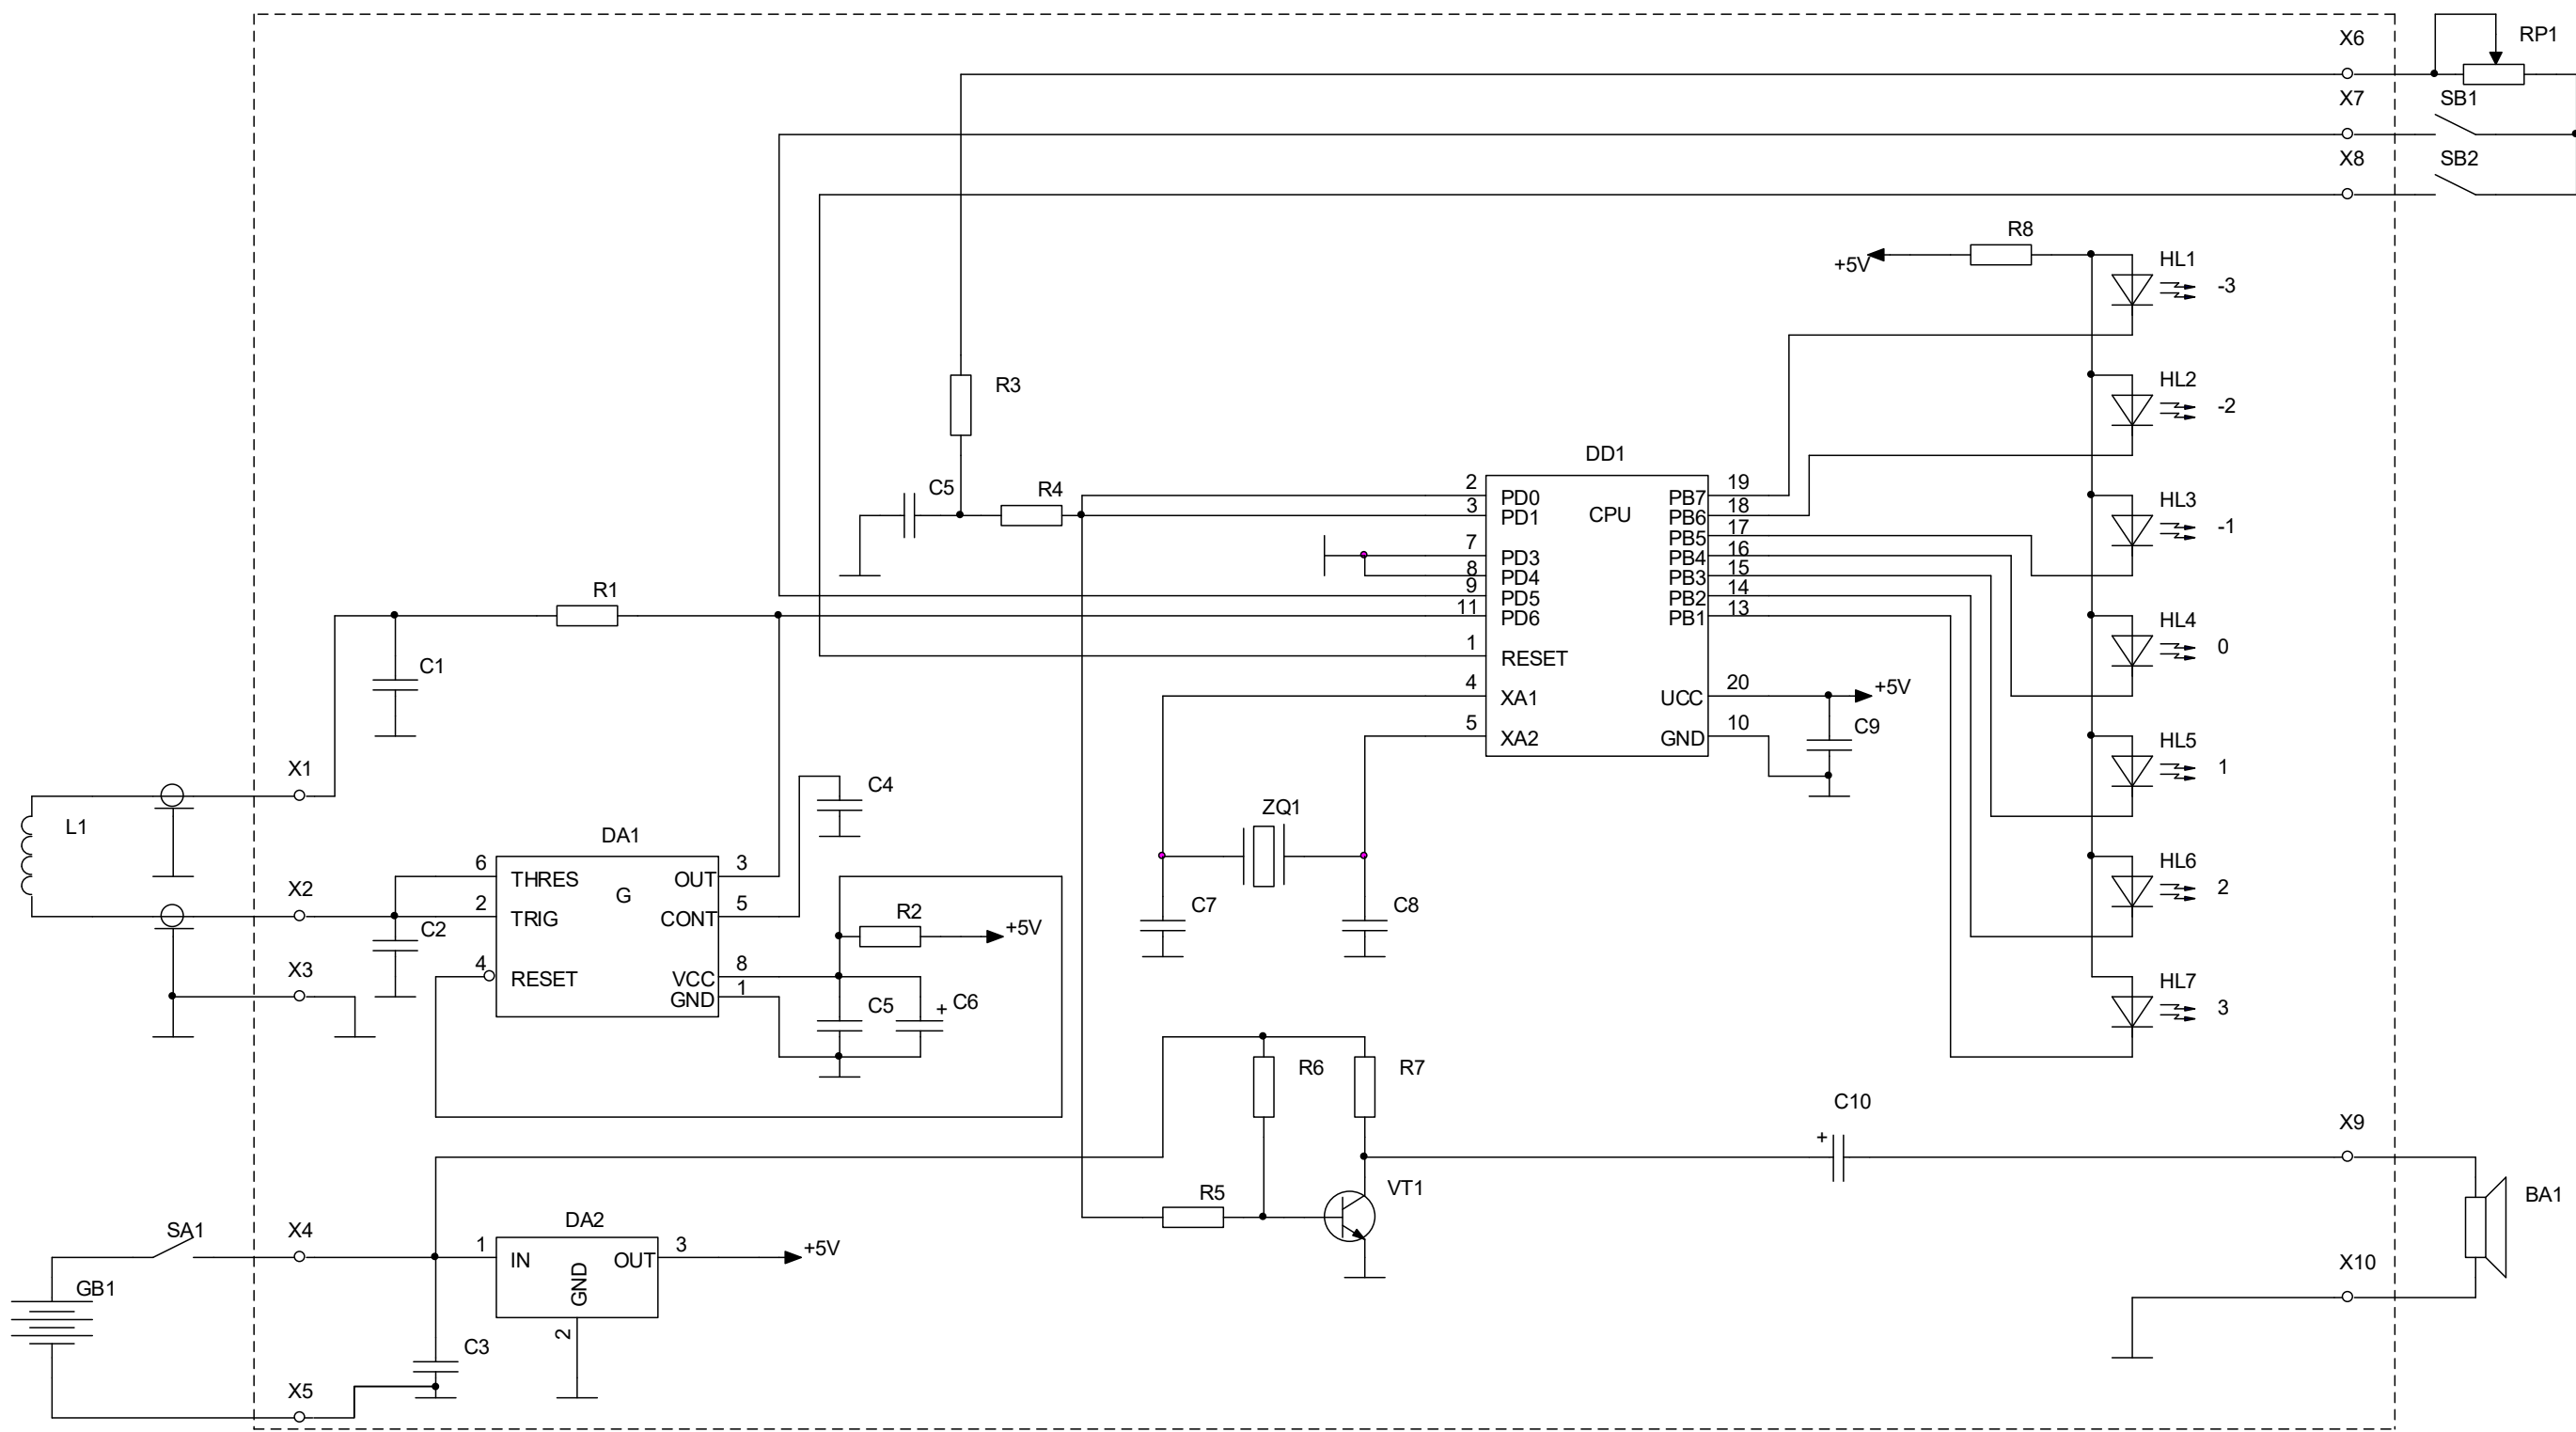 X6
RP1
X7
SB1
X8
SB2
R8
+5V
HL1
-3
HL2
-2
R3
DD1
C5
R4
2
PD0
PB7
19
3
PD1
CPU
PB6
18
HL3
-1
PB5
17
7
PD3
PB4
16
8
PD4
PB3
15
9
PD5
PB2
14
11
PD6
PB1
13
R1
HL4
0
1
RESET
C1
4
XA1
UCC
20
+5V
5
XA2
GND
10
C9
HL5
1
X1
C4
L1
ZQ1
DA1
6
THRES
G
OUT
3
HL6
2
X2
2
TRIG
CONT
5
R2
+5V
C2
C7
C8
X3
4
RESET
VCC
8
GND
1
C5
+
C6
HL7
3
R6
R7
C10
+
X9
R5
VT1
BA1
SA1
X4
DA2
1
IN
OUT
3
+5V
GND
2
GB1
X10
C3
X5